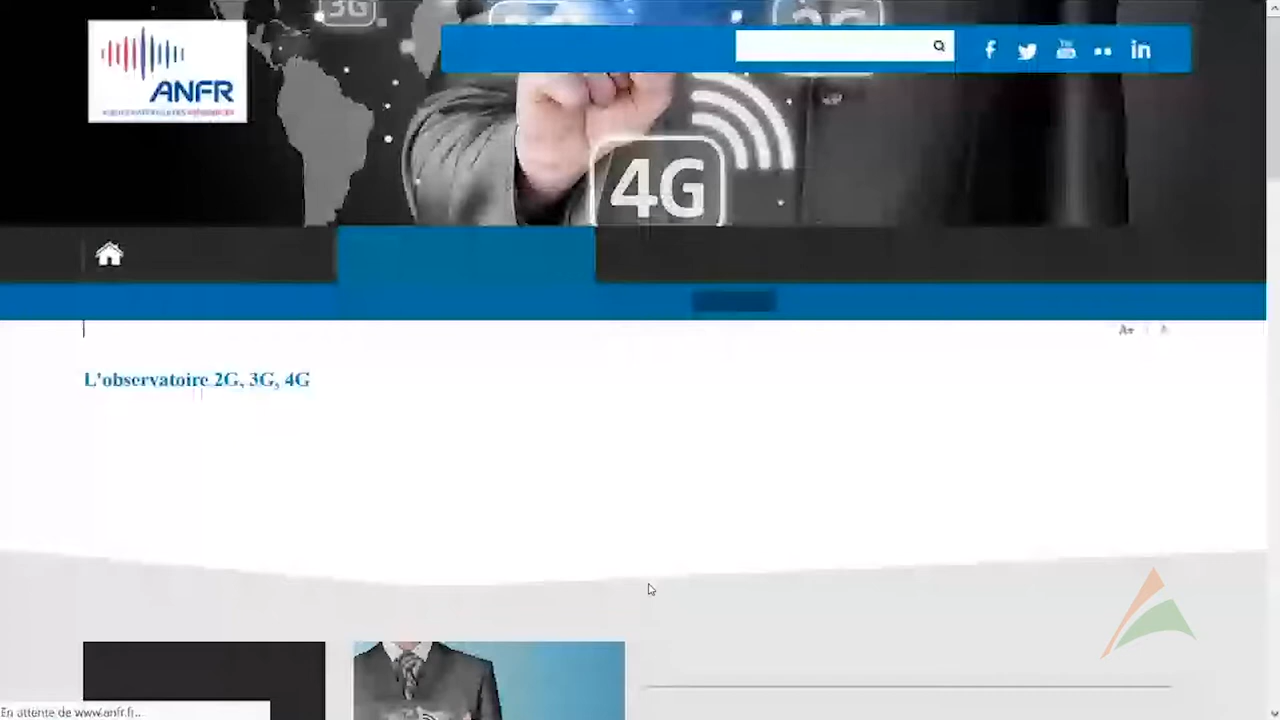 3G
ANFR
4G
A+
A
L'observatoire 2G, 3G, 4G
En attente de www.anfr.fr...